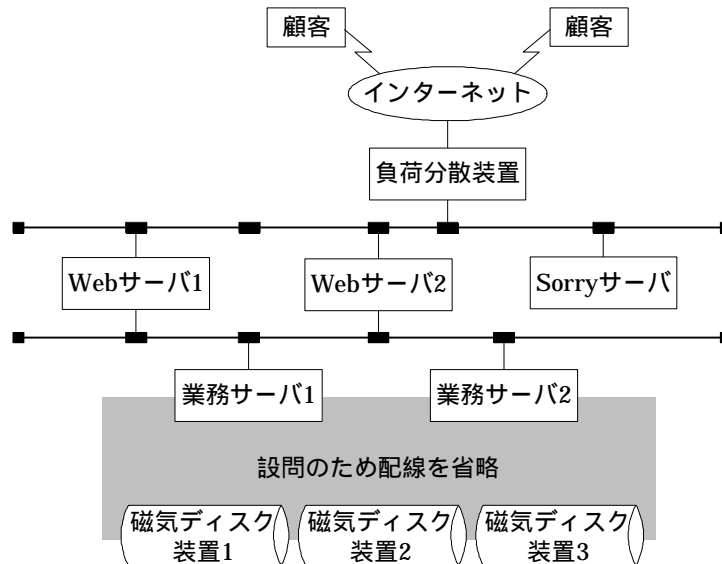 顧客
顧客
インターネット
負荷分散装置
Webサーバ1
Webサーバ2
Sorryサーバ
業務サーバ1
業務サーバ2
設問のため配線を省略
磁気ディスク
装置1
磁気ディスク
装置2
磁気ディスク
装置3